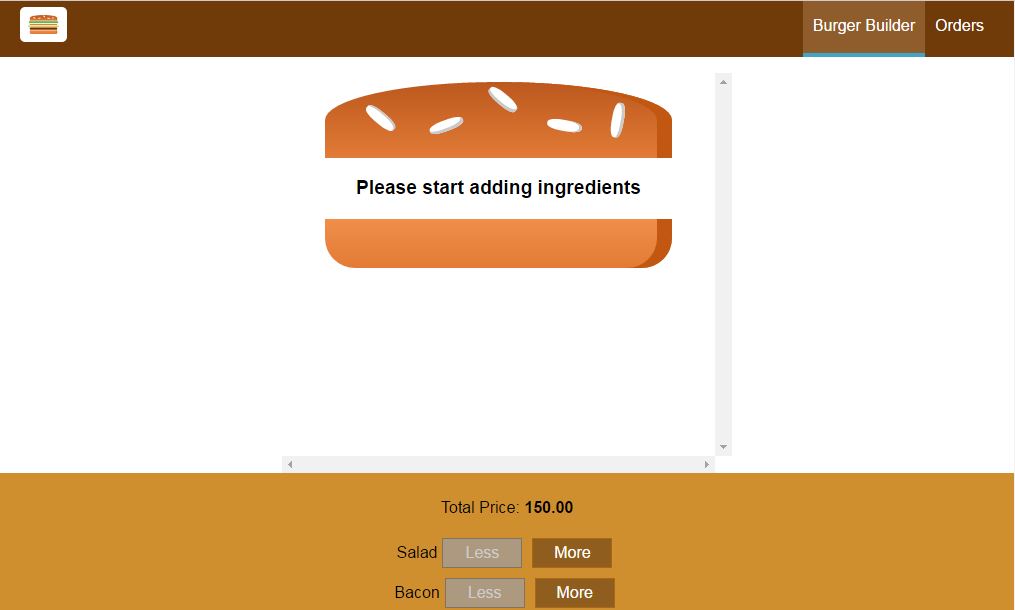 Burger Builder Orders
Please start adding ingredients
Total Price: 150.00
Salad Less More
Bacon Less More